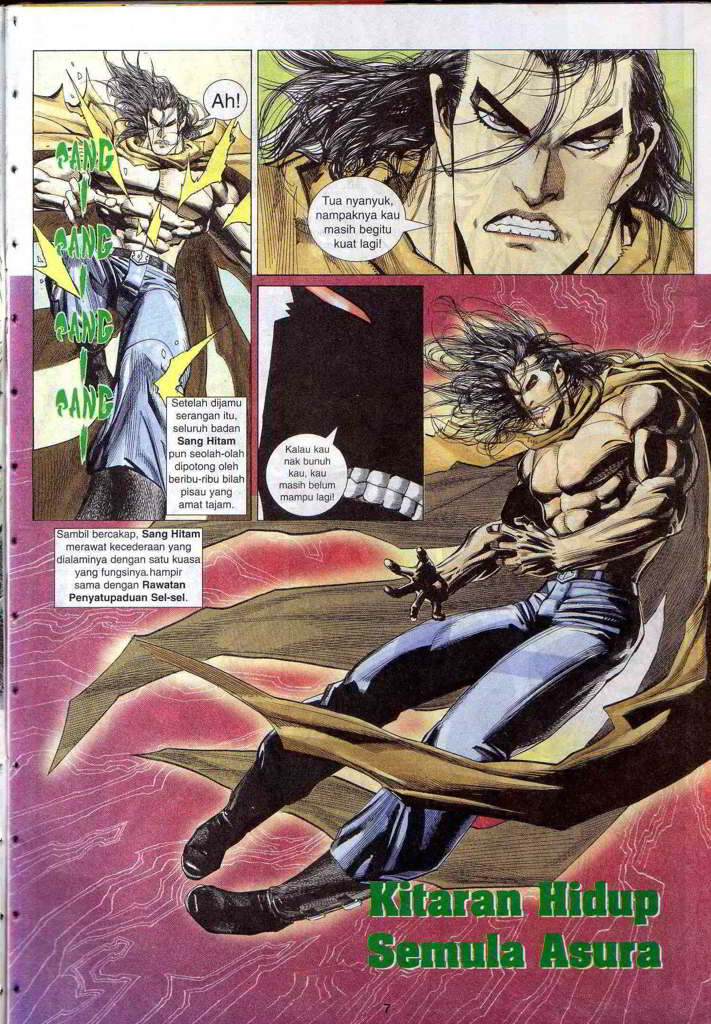 Ah!
PANG
!
PANG
!
PANG
!
PANG
!
Tua nyanyuk,
nampaknya kau
masih begitu
kuat lagi!
Setelah dijamu
serangan itu,
seluruh badan
Sang Hitam
pun seolah-olah
dipotong oleh
beribu-ribu bilah
pisau yang
amat tajam.
Kalau kau
nak bunuh
kau, kau
masih belum
mampu lagi!
Sambil bercakap, Sang Hitam
merawat kecederaan yang
dialaminya dengan satu kuasa
yang fungsinya.hampir
sama dengan Rawatan
Penyatupaduan Sel-sel.
Kitaran Hidup
Semula Asura
7